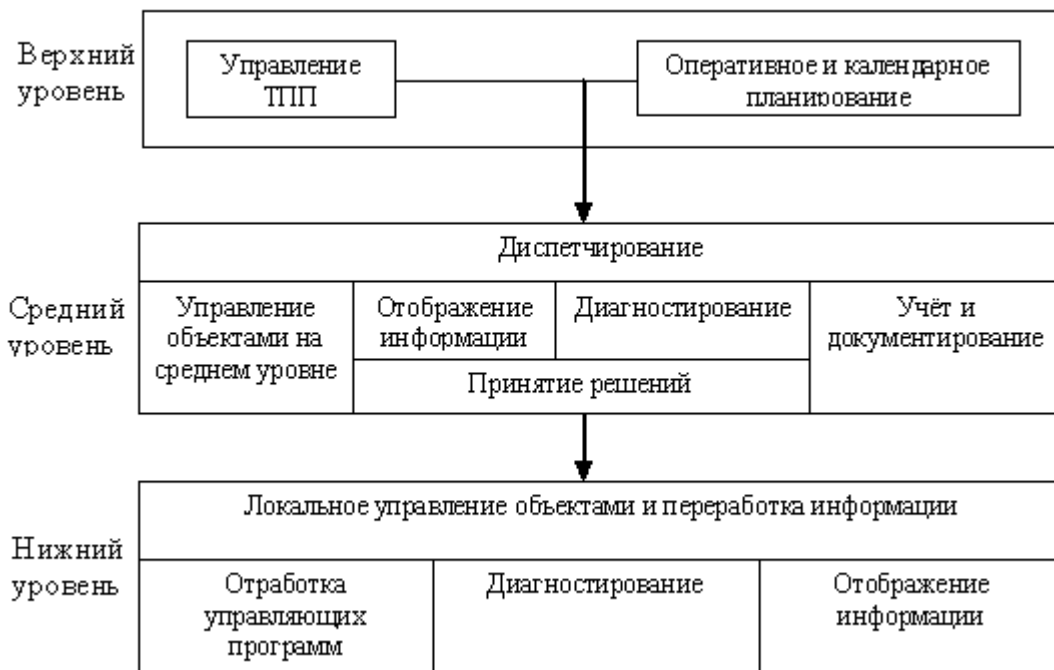 Верхний
уровень
Управление
ТПП
Оперативное и календарное
планирование
Диспетчирование
Средний
уровень
Управление
объектами на
среднем уровне
Отображение
информации
Диагностирование
Учёт и
документирование
Принятие решений
Локальное управление объектами и переработка информации
Нижний
уровень
Отработка
управляющих
программ
Диагностирование
Отображение
информации